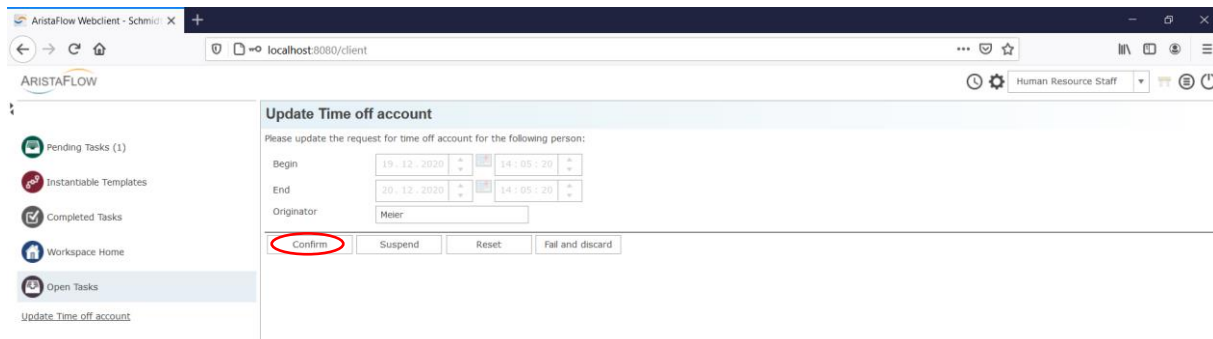 AristaFlow Webclient - Schmid
localhost:8080/client
ARISTAFLOW
Human Resource Staff
Update Time off account
Please update the request for time off account for the following person:
Pending Tasks (1)
Begin
19.12.2020
14:05:20
Instantiable Templates
End
20.12.2020
14:05:20
Completed Tasks
Originator
Meier
Confirm
Suspend
Reset
Fail and discard
Workspace Home
Open Tasks
Update Time off account